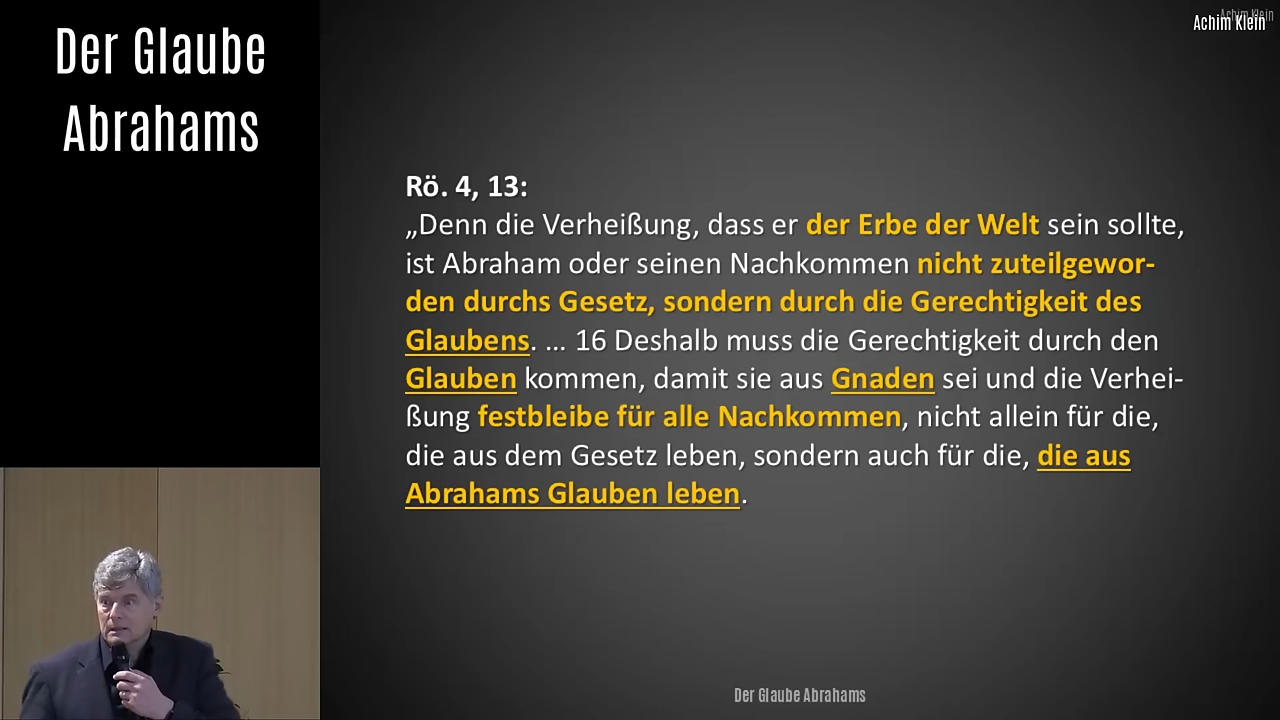 Der Glaube
Abrahams
Achim Klein
Achim Klein
Rö. 4, 13:
„Denn die Verheißung, dass er der Erbe der Welt sein sollte,
ist Abraham oder seinen Nachkommen nicht zuteilgewor-
den durchs Gesetz, sondern durch die Gerechtigkeit des
Glaubens. ... 16 Deshalb muss die Gerechtigkeit durch den
Glauben kommen, damit sie aus Gnaden sei und die Verhei-
ßung festbleibe für alle Nachkommen, nicht allein für die,
die aus dem Gesetz leben, sondern auch für die, die aus
Abrahams Glauben leben.
Der Glaube Abrahams